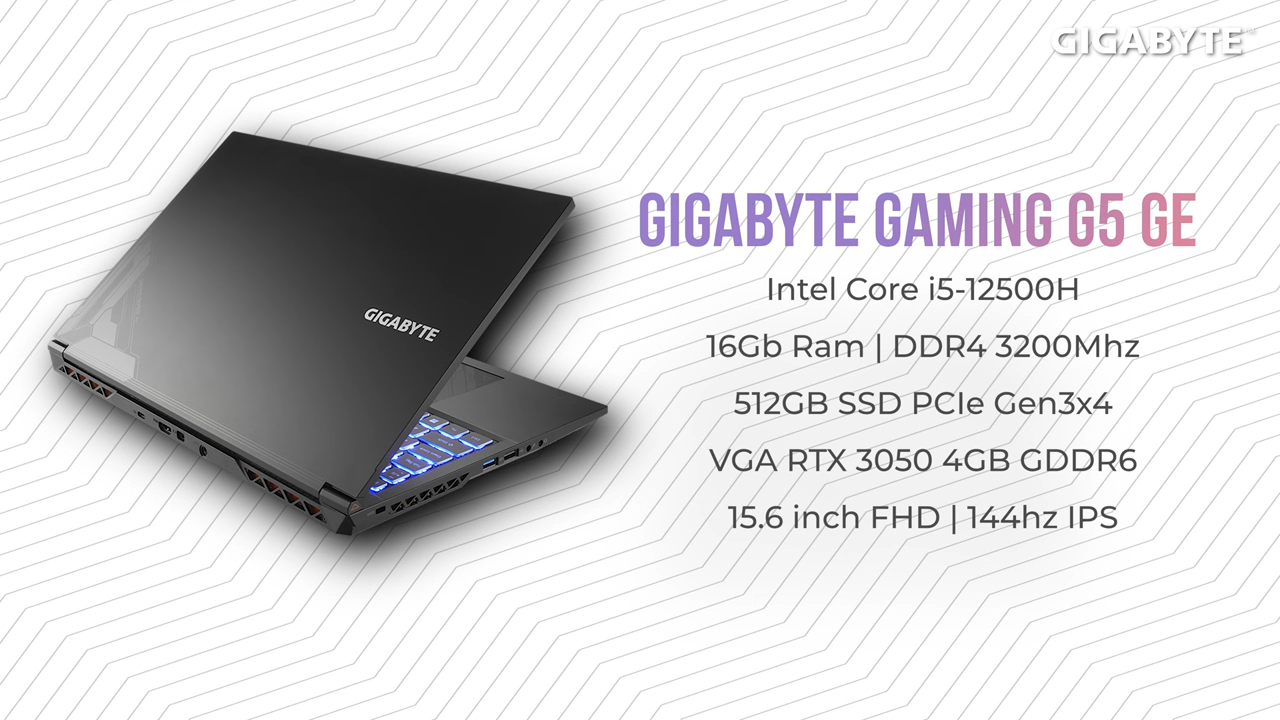 GIGABYTE™
GIGABYTE
GIGABYTE GAMING G5 GE
Intel Core i5-12500H
16Gb Ram | DDR4 3200Mhz
512GB SSD PCIe Gen3x4
VGA RTX 3050 4GB GDDR6
15.6 inch FHD | 144hz IPS